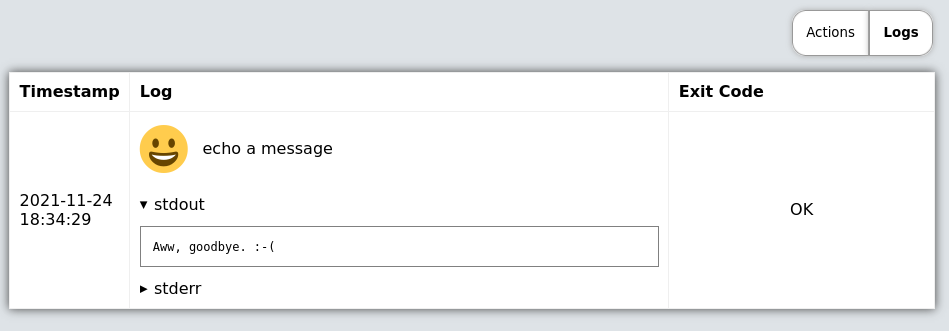 Actions Logs
Timestamp Log Exit Code
echo a message
2021-11-24
18:34:29
stdout
OK
Aww, goodbye. :-(
stderr